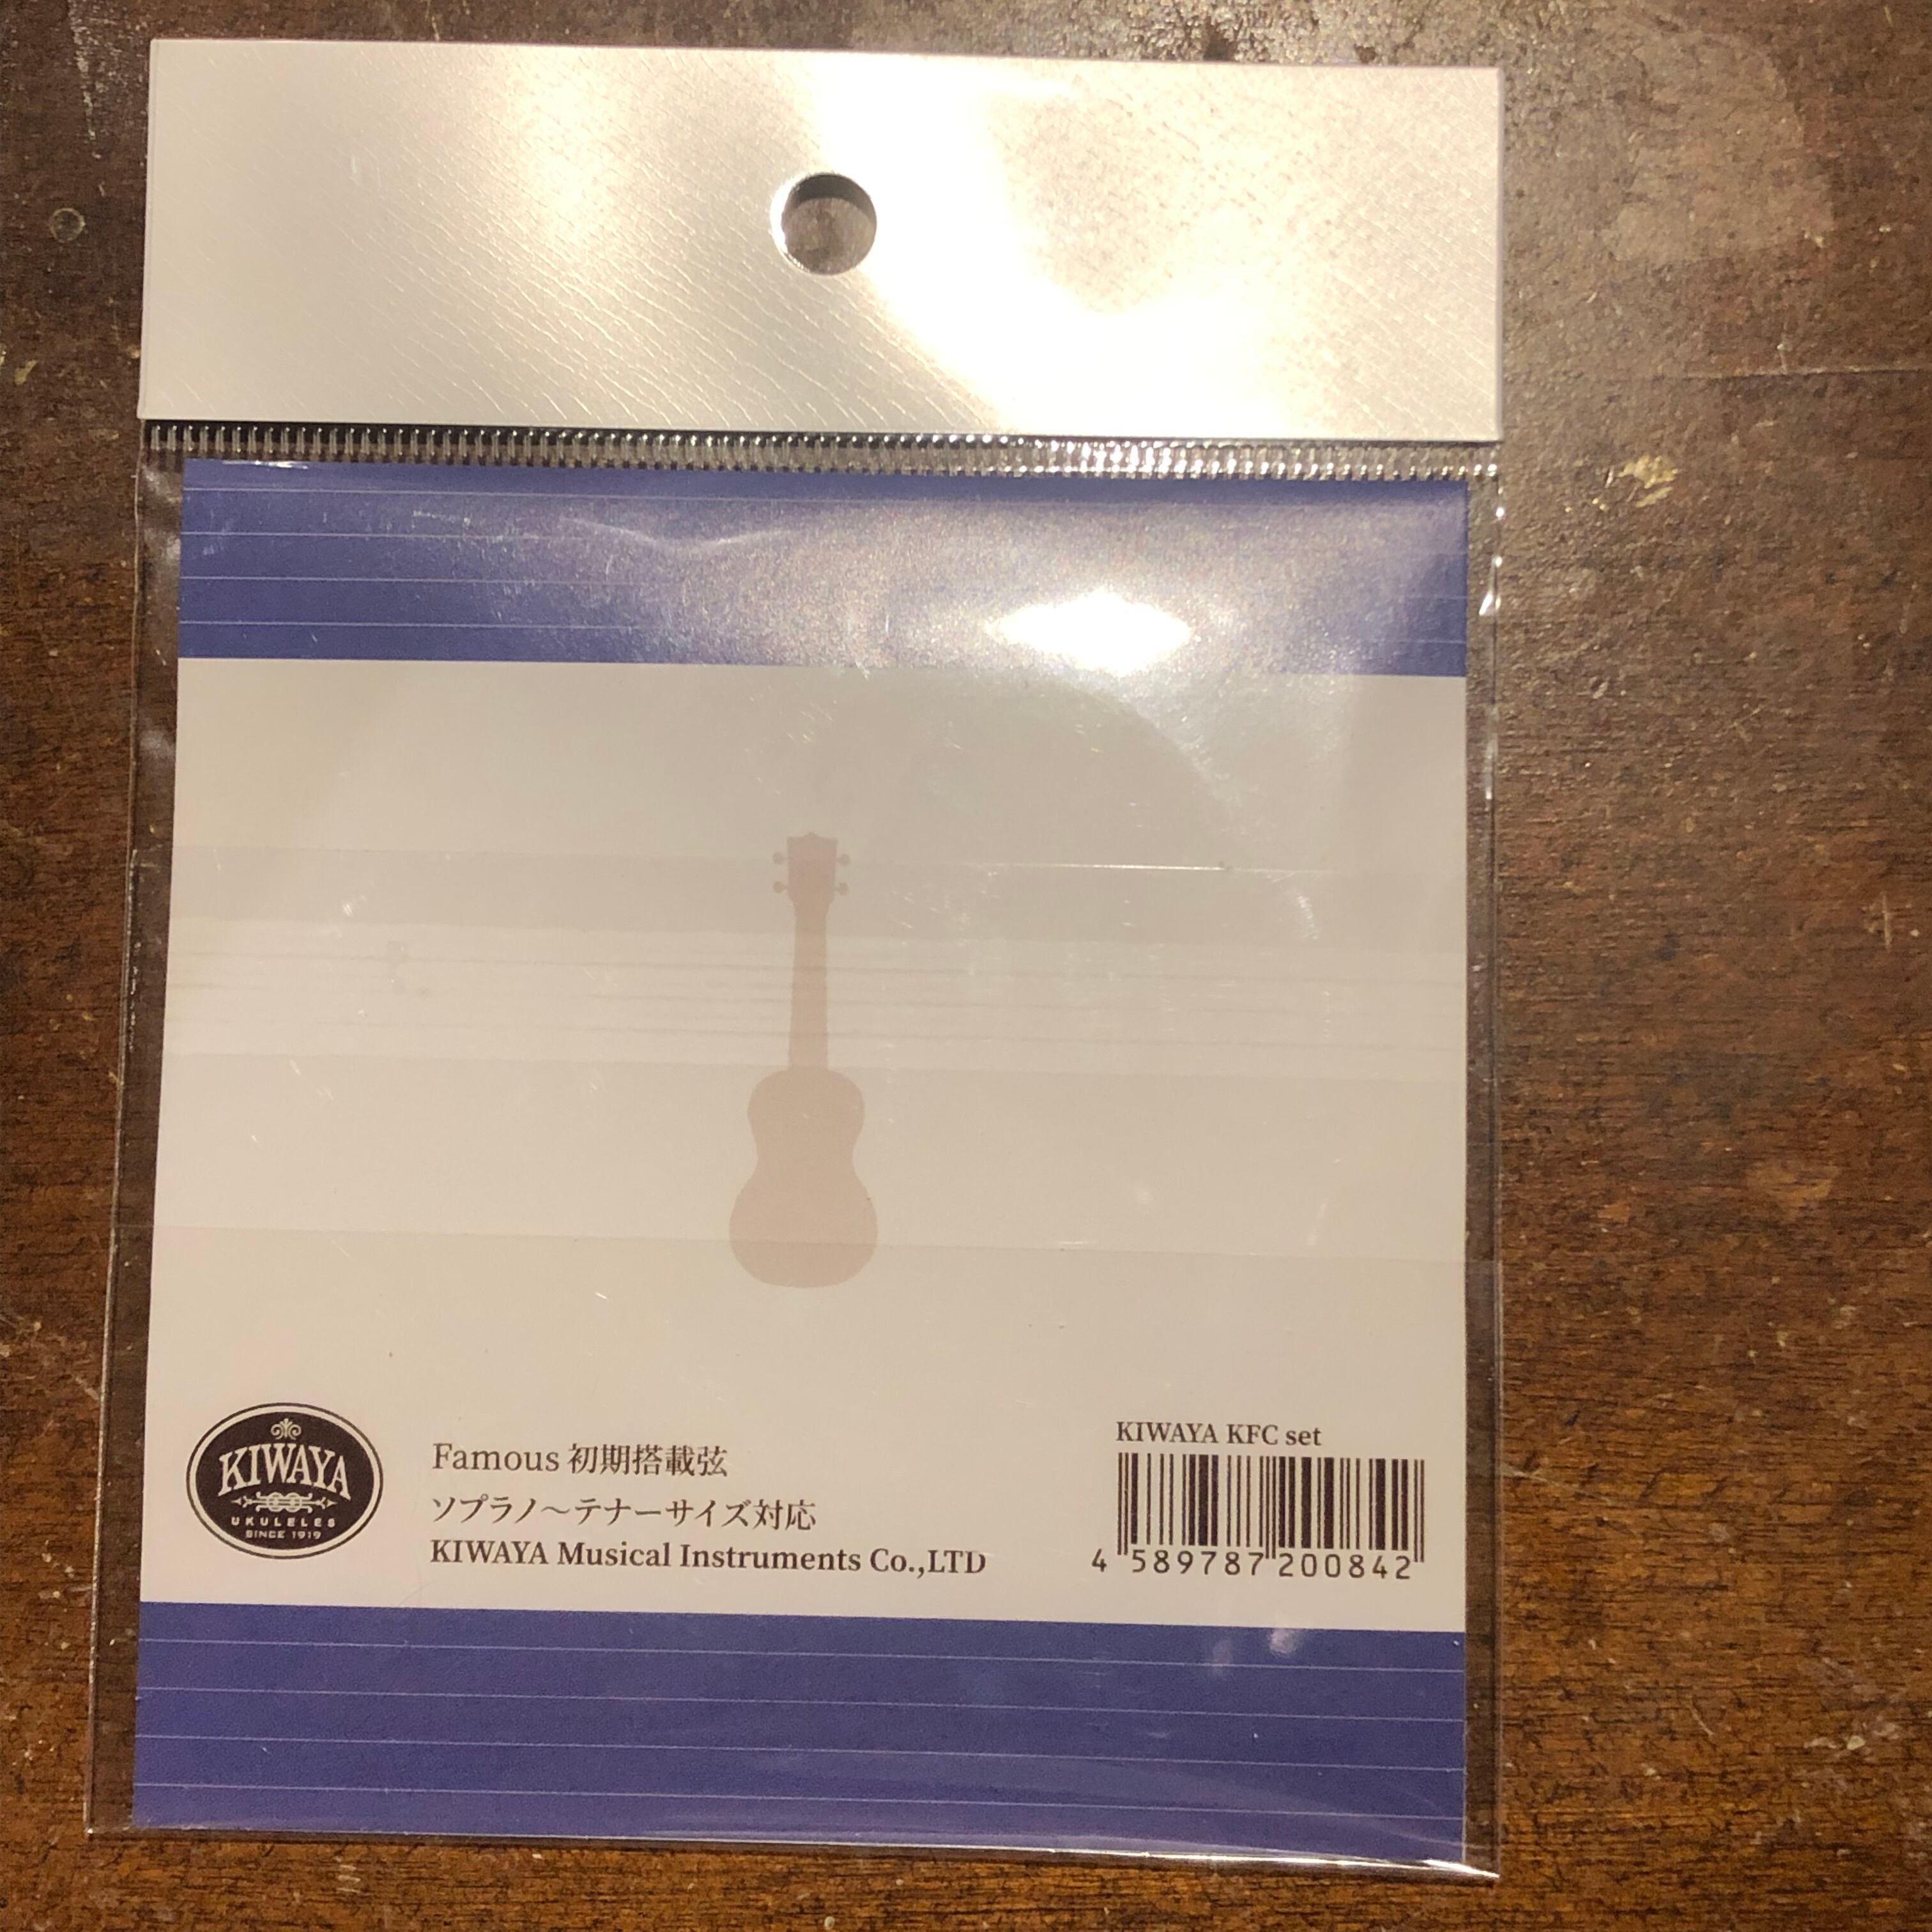 KIWAYA
UKULELES
SINCE 1919
Famous 初期搭載弦
ソプラノ〜テナーサイズ対応
KIWAYA Musical Instruments Co.,LTD
KIWAYA KFC set
4 589787 200842